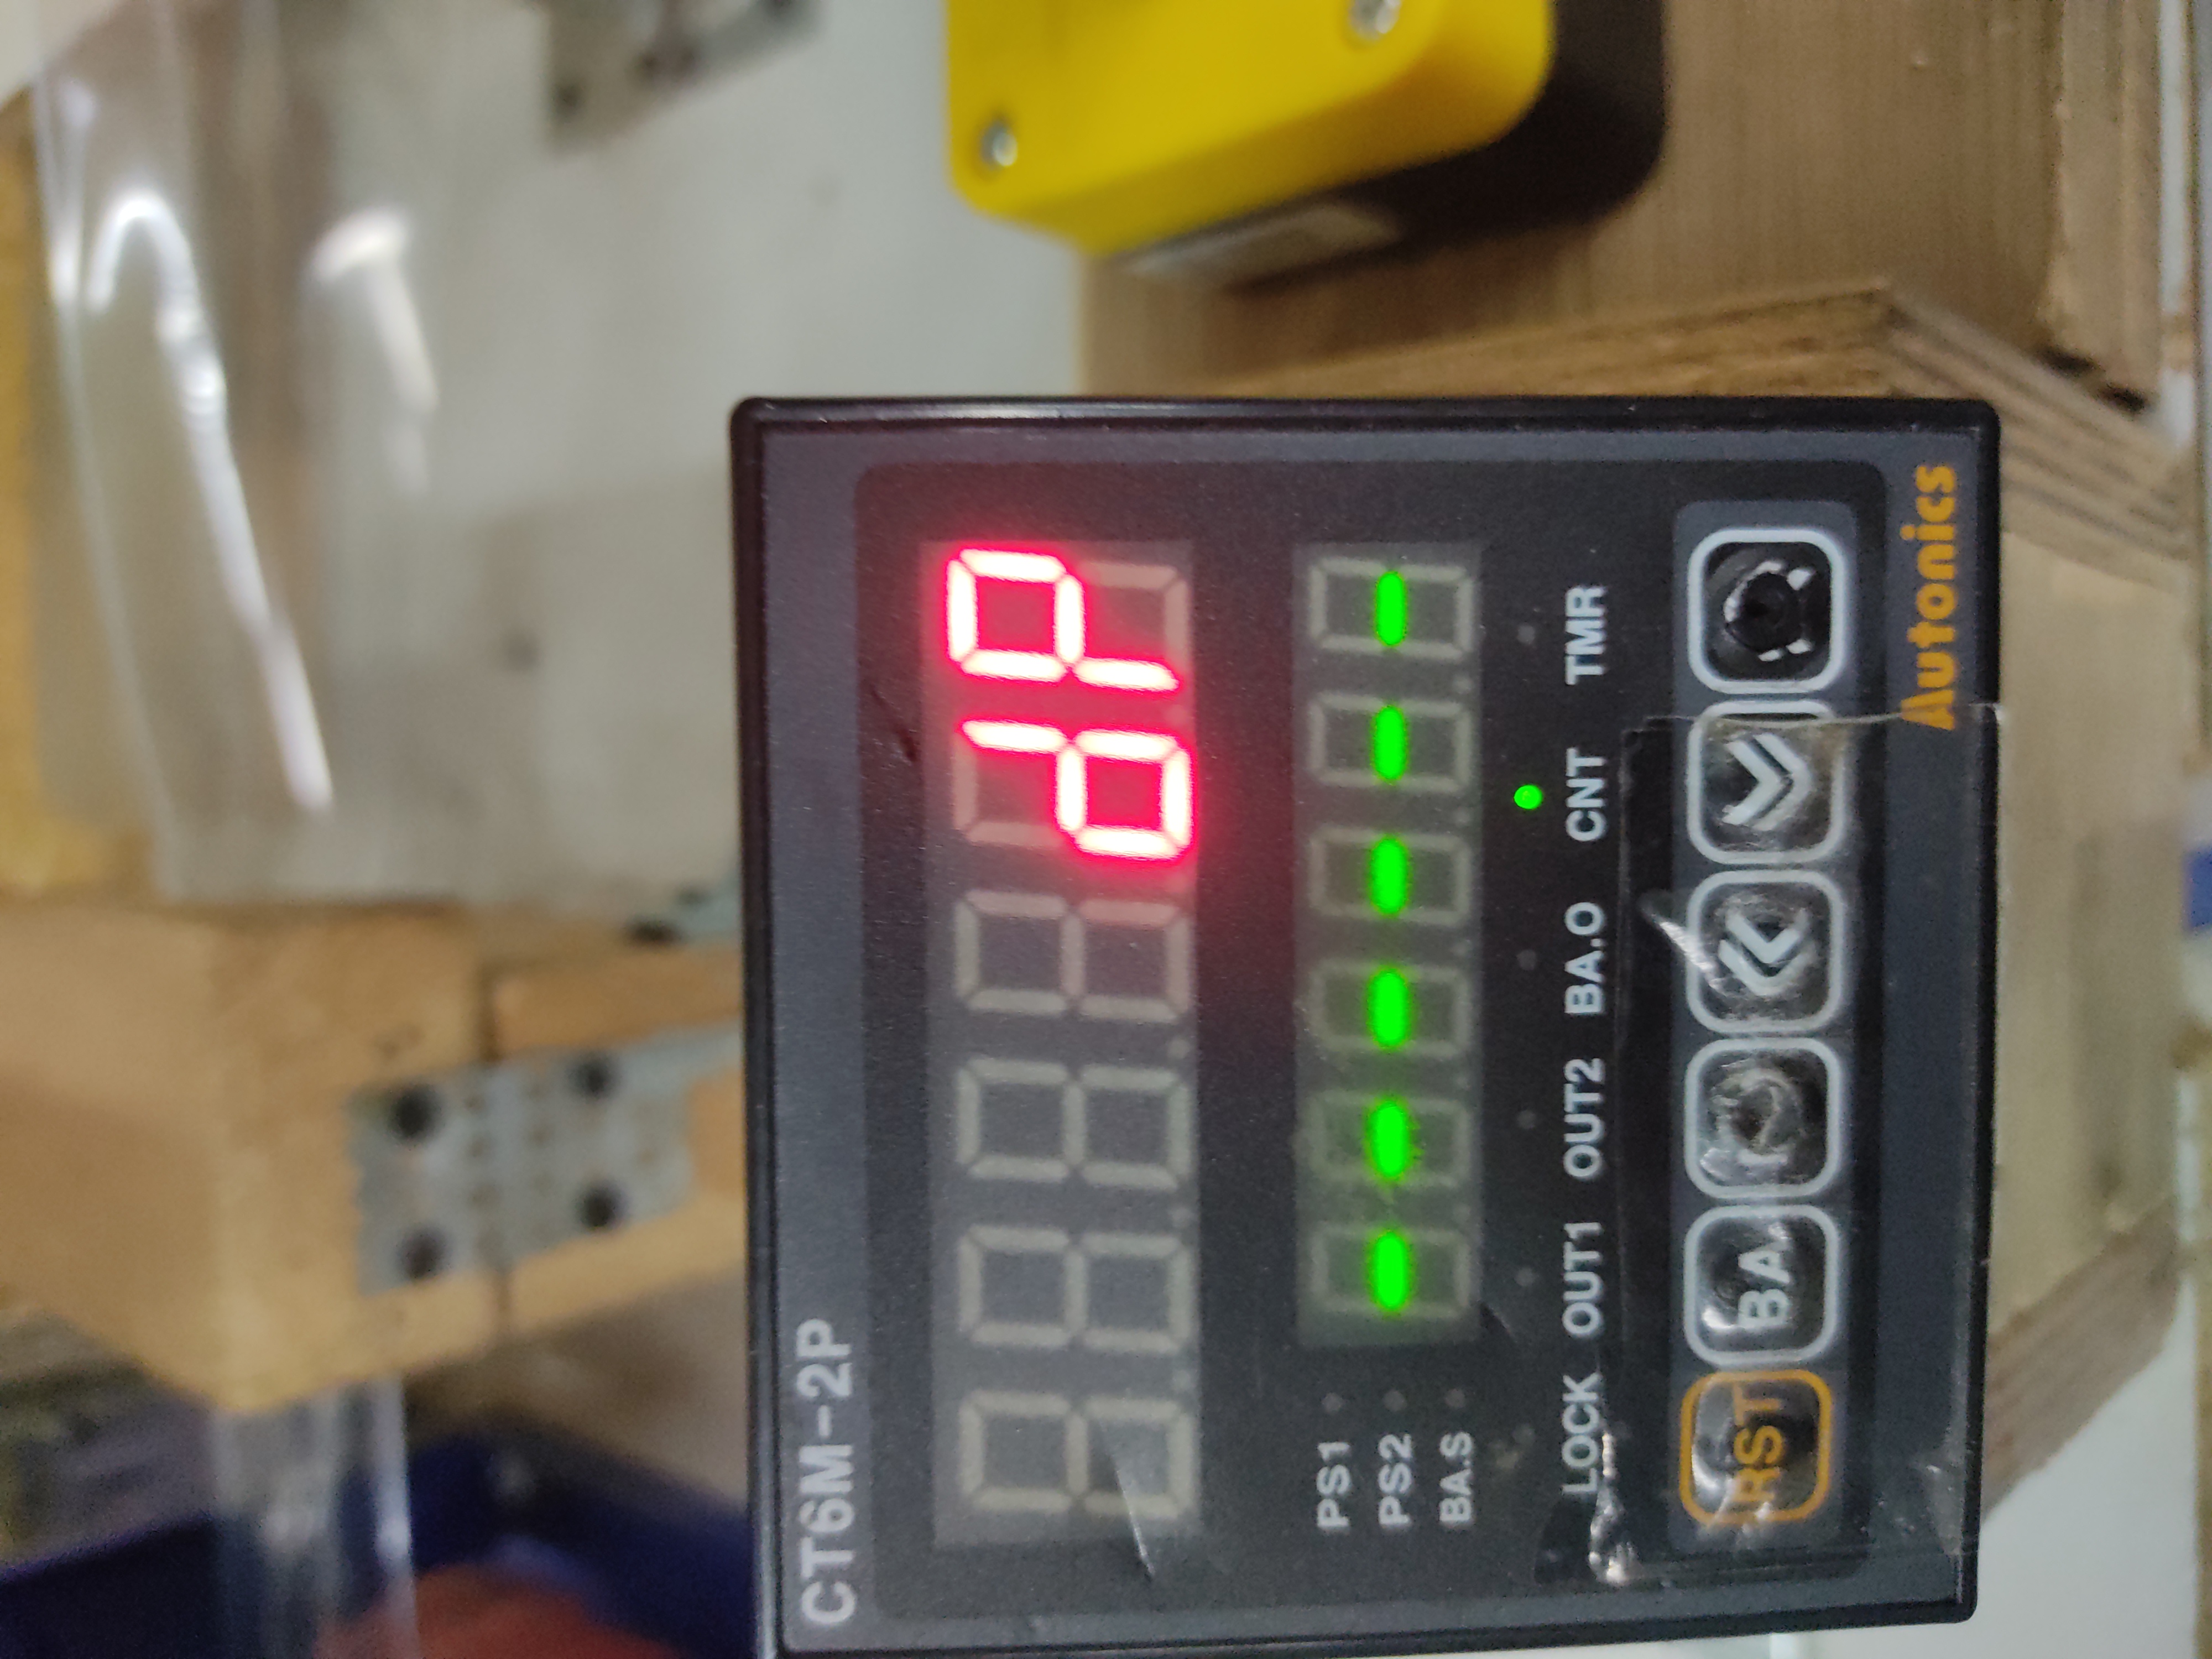 CT6M-2P
dP
PS1
PS2 ------
BA.S
LOCK OUT1 OUT2 BA.O CNT TMR
RST BA
Autonics